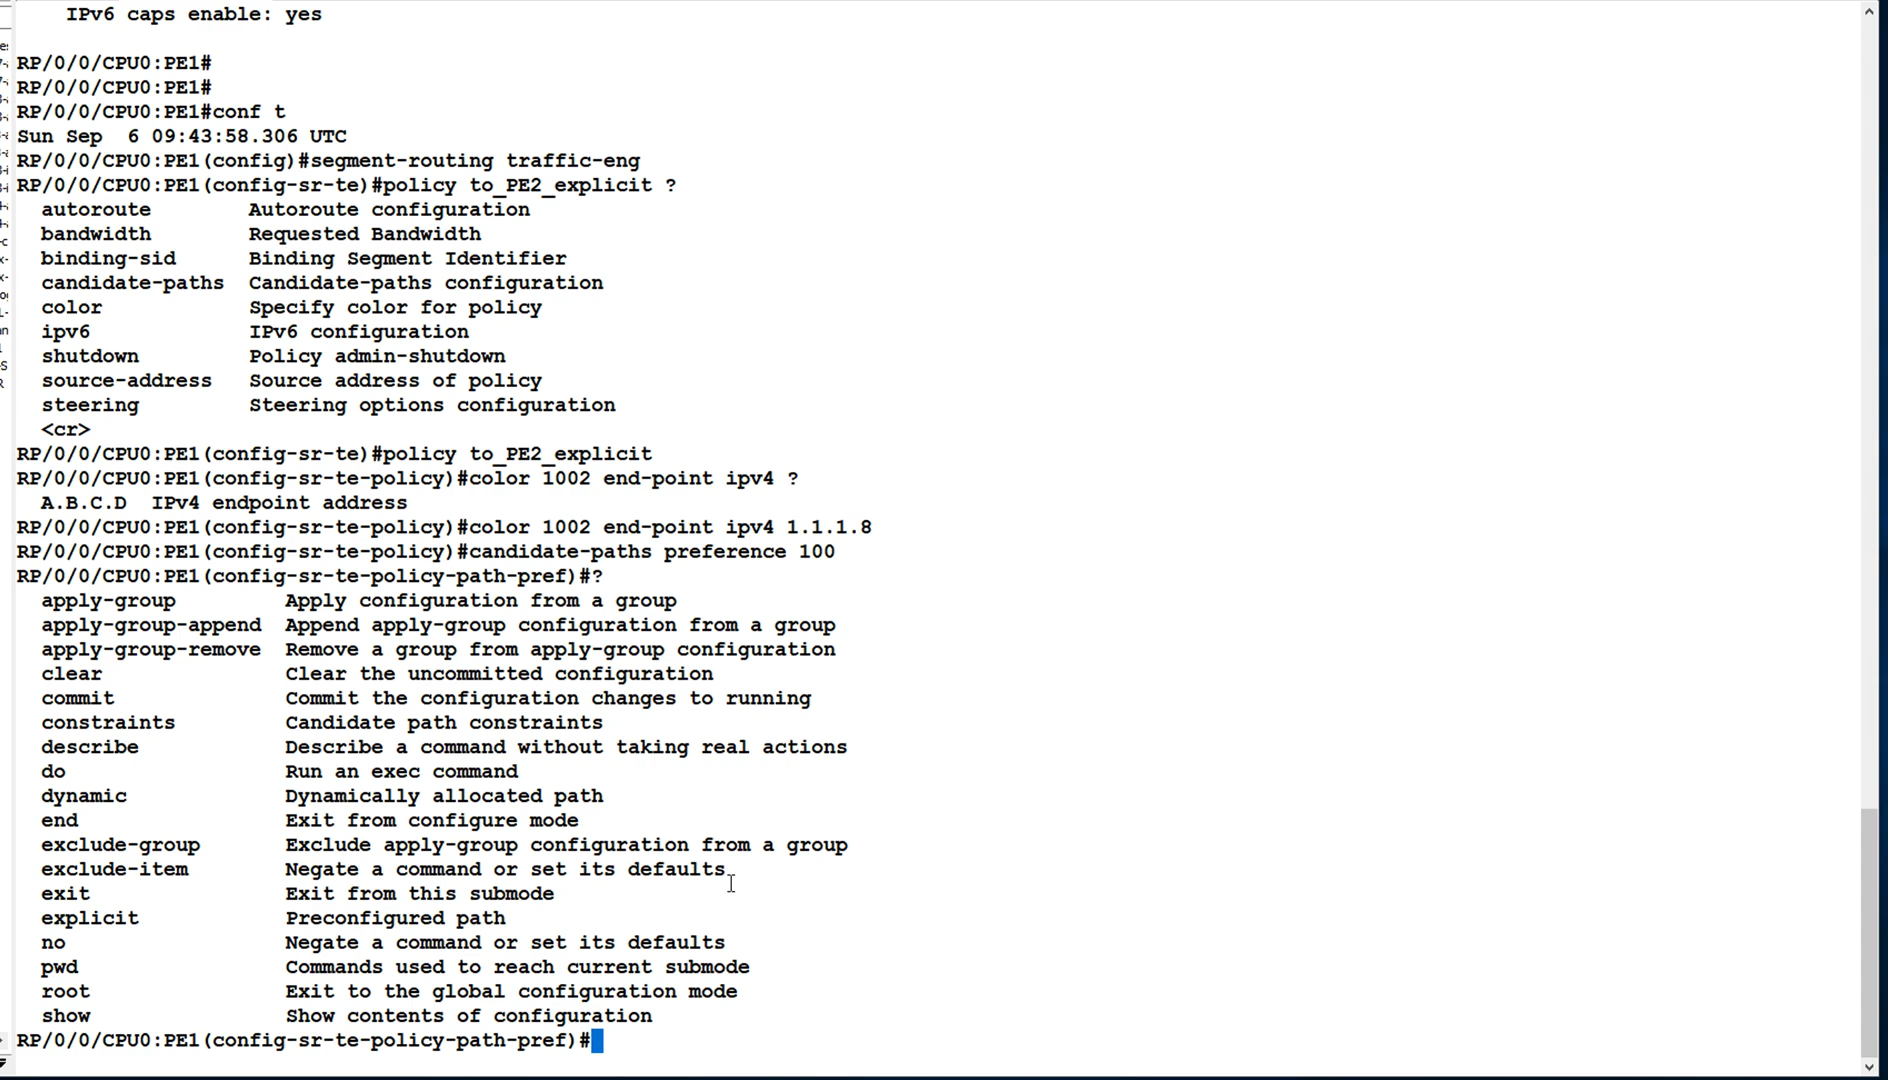 IPv6 caps enable: yes
RP/0/0/CPU0:PE1#
RP/0/0/CPU0:PE1#
RP/0/0/CPU0:PE1#conf t
Sun Sep  6 09:43:58.306 UTC
RP/0/0/CPU0:PE1(config)#segment-routing traffic-eng
RP/0/0/CPU0:PE1(config-sr-te)#policy to_PE2_explicit ?
autoroute        Autoroute configuration
bandwidth        Requested Bandwidth
binding-sid      Binding Segment Identifier
candidate-paths  Candidate-paths configuration
color            Specify color for policy
ipv6             IPv6 configuration
shutdown         Policy admin-shutdown
source-address   Source address of policy
steering         Steering options configuration
<cr>
RP/0/0/CPU0:PE1(config-sr-te)#policy to_PE2_explicit
RP/0/0/CPU0:PE1(config-sr-te-policy)#color 1002 end-point ipv4 ?
A.B.C.D  IPv4 endpoint address
RP/0/0/CPU0:PE1(config-sr-te-policy)#color 1002 end-point ipv4 1.1.1.8
RP/0/0/CPU0:PE1(config-sr-te-policy)#candidate-paths preference 100
RP/0/0/CPU0:PE1(config-sr-te-policy-path-pref)#?
apply-group         Apply configuration from a group
apply-group-append  Append apply-group configuration from a group
apply-group-remove  Remove a group from apply-group configuration
clear               Clear the uncommitted configuration
commit              Commit the configuration changes to running
constraints         Candidate path constraints
describe            Describe a command without taking real actions
do                  Run an exec command
dynamic             Dynamically allocated path
end                 Exit from configure mode
exclude-group       Exclude apply-group configuration from a group
exclude-item        Negate a command or set its defaults
exit                Exit from this submode
explicit            Preconfigured path
no                  Negate a command or set its defaults
pwd                 Commands used to reach current submode
root                Exit to the global configuration mode
show                Show contents of configuration
RP/0/0/CPU0:PE1(config-sr-te-policy-path-pref)#